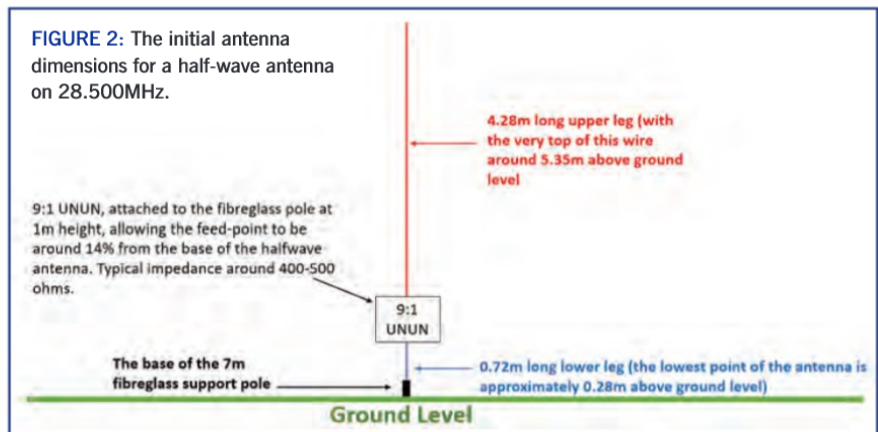 FIGURE 2: The initial antenna
dimensions for a half-wave antenna
on 28.500MHz.
4.28m long upper leg (with
the very top of this wire
around 5.35m above ground
level
9:1 UNUN, attached to the fibreglass pole at
1m height, allowing the feed-point to be
around 14% from the base of the halfwave
antenna. Typical impedance around 400-500
ohms.
9:1
UNUN
The base of the 7m
fibreglass support pole
0.72m long lower leg (the lowest point of the antenna is
approximately 0.28m above ground level)
Ground Level